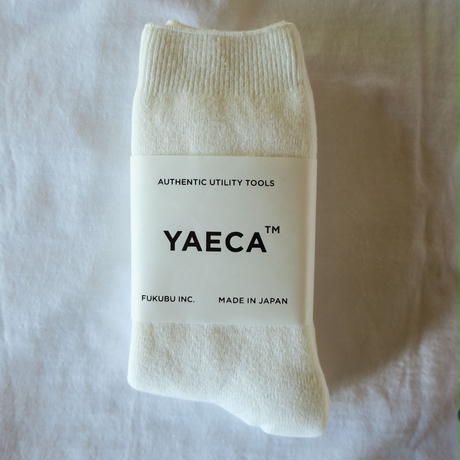 AUTHENTIC UTILITY TOOLS
YAECA™
FUKUBU INC. MADE IN JAPAN